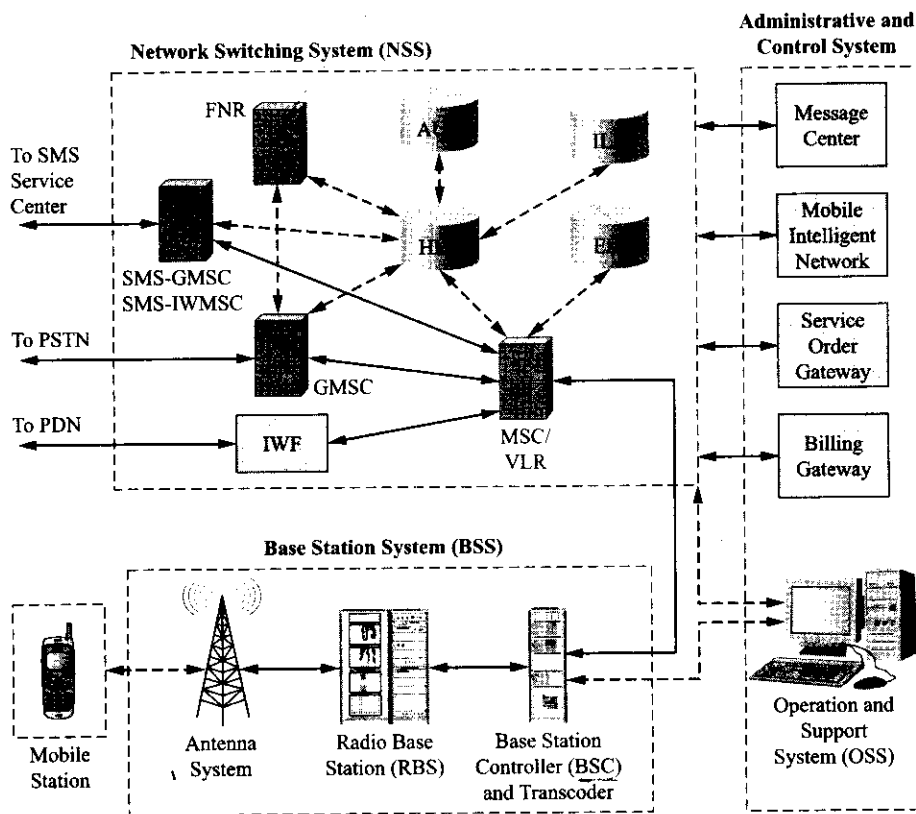 Administrative and
Control System
Network Switching System (NSS)
FNR
Message
Center
To SMS
Service
Center
Mobile
Intelligent
Network
SMS-GMSC
SMS-IWMSC
Service
Order
Gateway
To PSTN
GMSC
To PDN
IWF
MSC/
VLR
Billing
Gateway
Base Station System (BSS)
Mobile
Station
Antenna
System
Radio Base
Station (RBS)
Base Station
Controller (BSC)
and Transcoder
Operation and
Support
System (OSS)